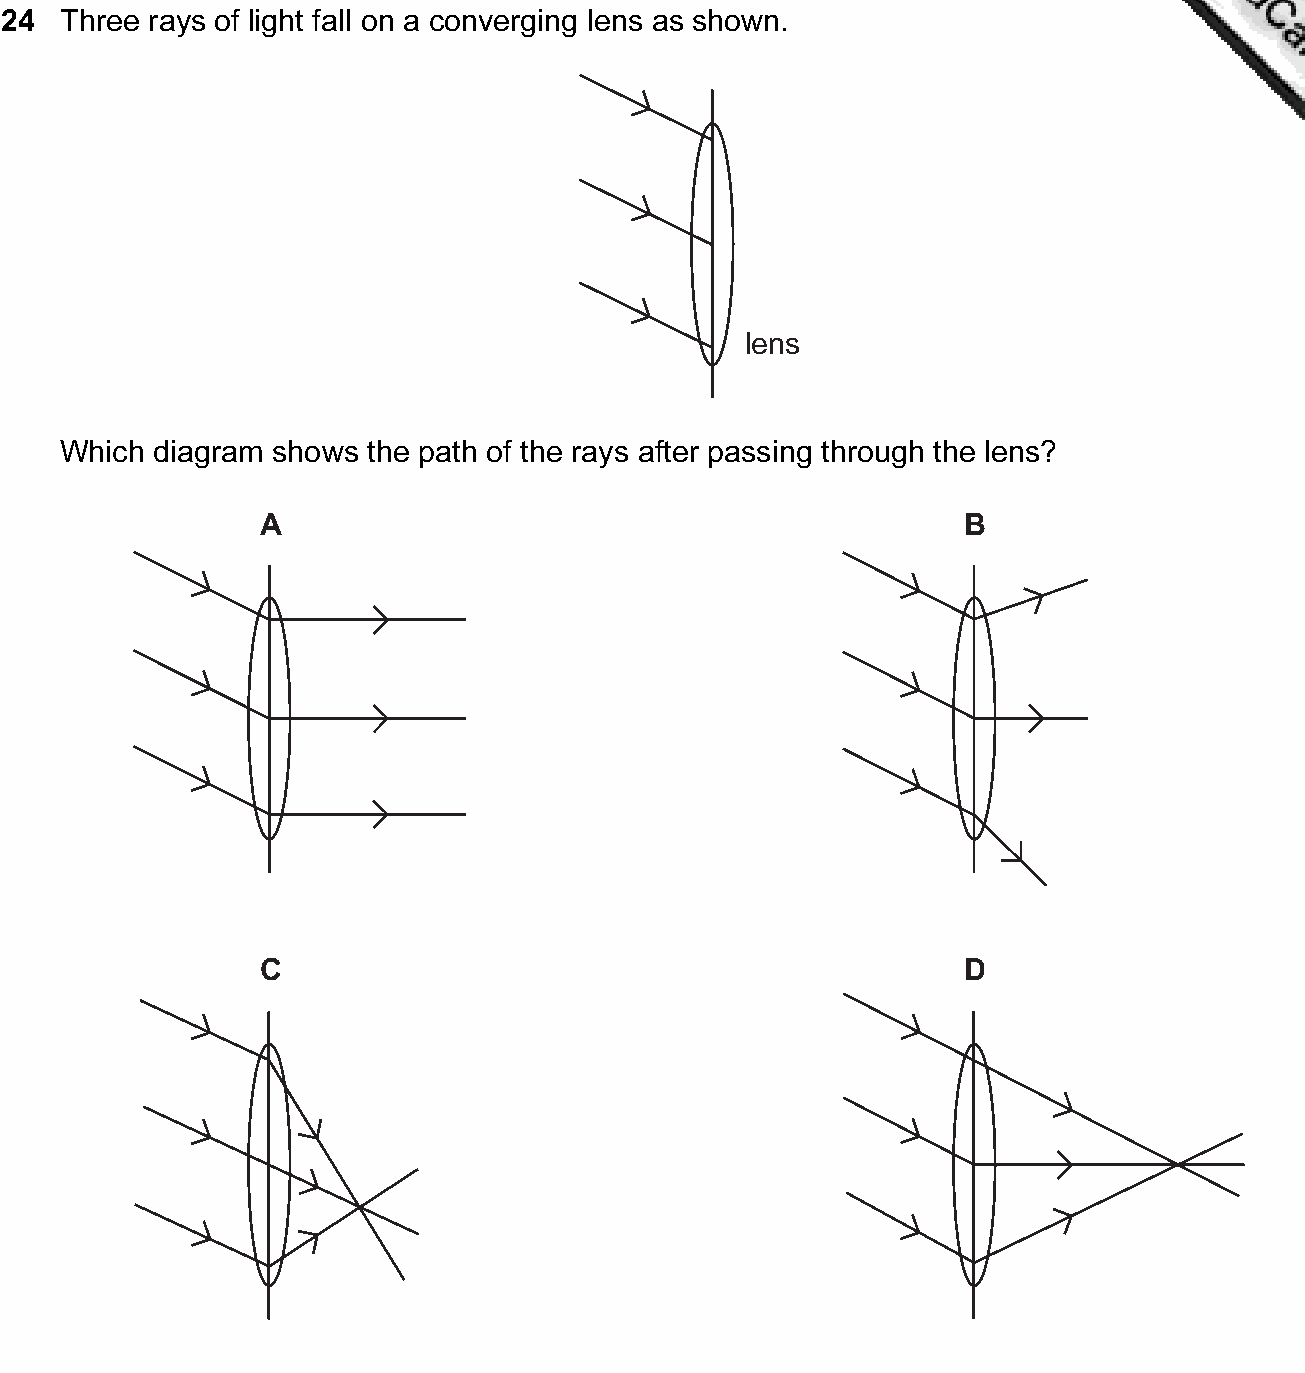 24 Three rays of light fall on a converging lens as shown.
lens
Which diagram shows the path of the rays after passing through the lens?
A
B
C
D